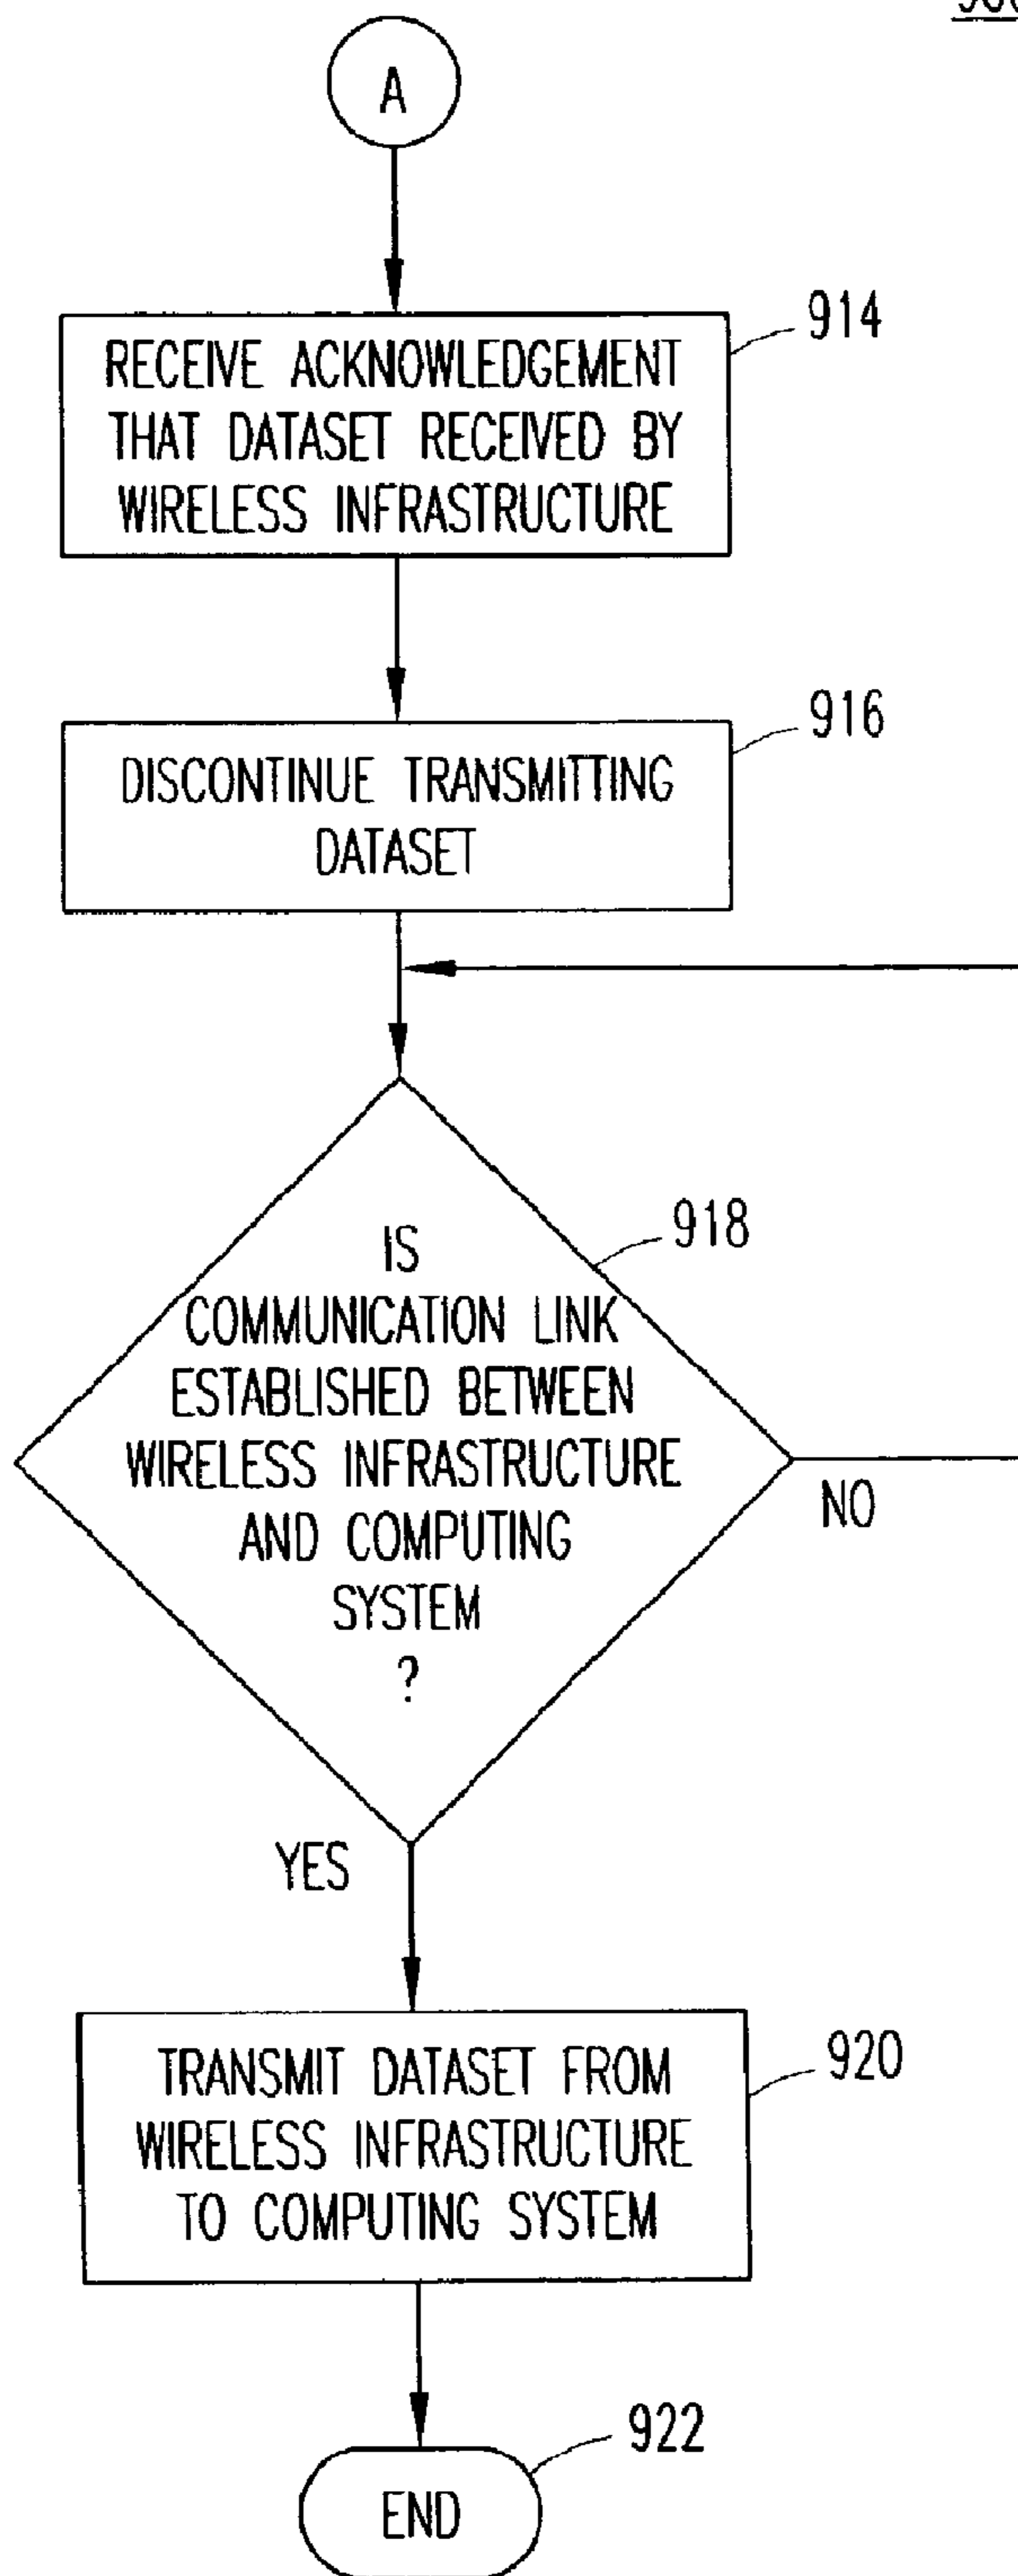 A
914
RECEIVE ACKNOWLEDGEMENT
THAT DATASET RECEIVED BY
WIRELESS INFRASTRUCTURE
916
DISCONTINUE TRANSMITTING
DATASET
918
IS
COMMUNICATION LINK
ESTABLISHED BETWEEN
WIRELESS INFRASTRUCTURE
AND COMPUTING
SYSTEM
?
NO
YES
920
TRANSMIT DATASET FROM
WIRELESS INFRASTRUCTURE
TO COMPUTING SYSTEM
922
END